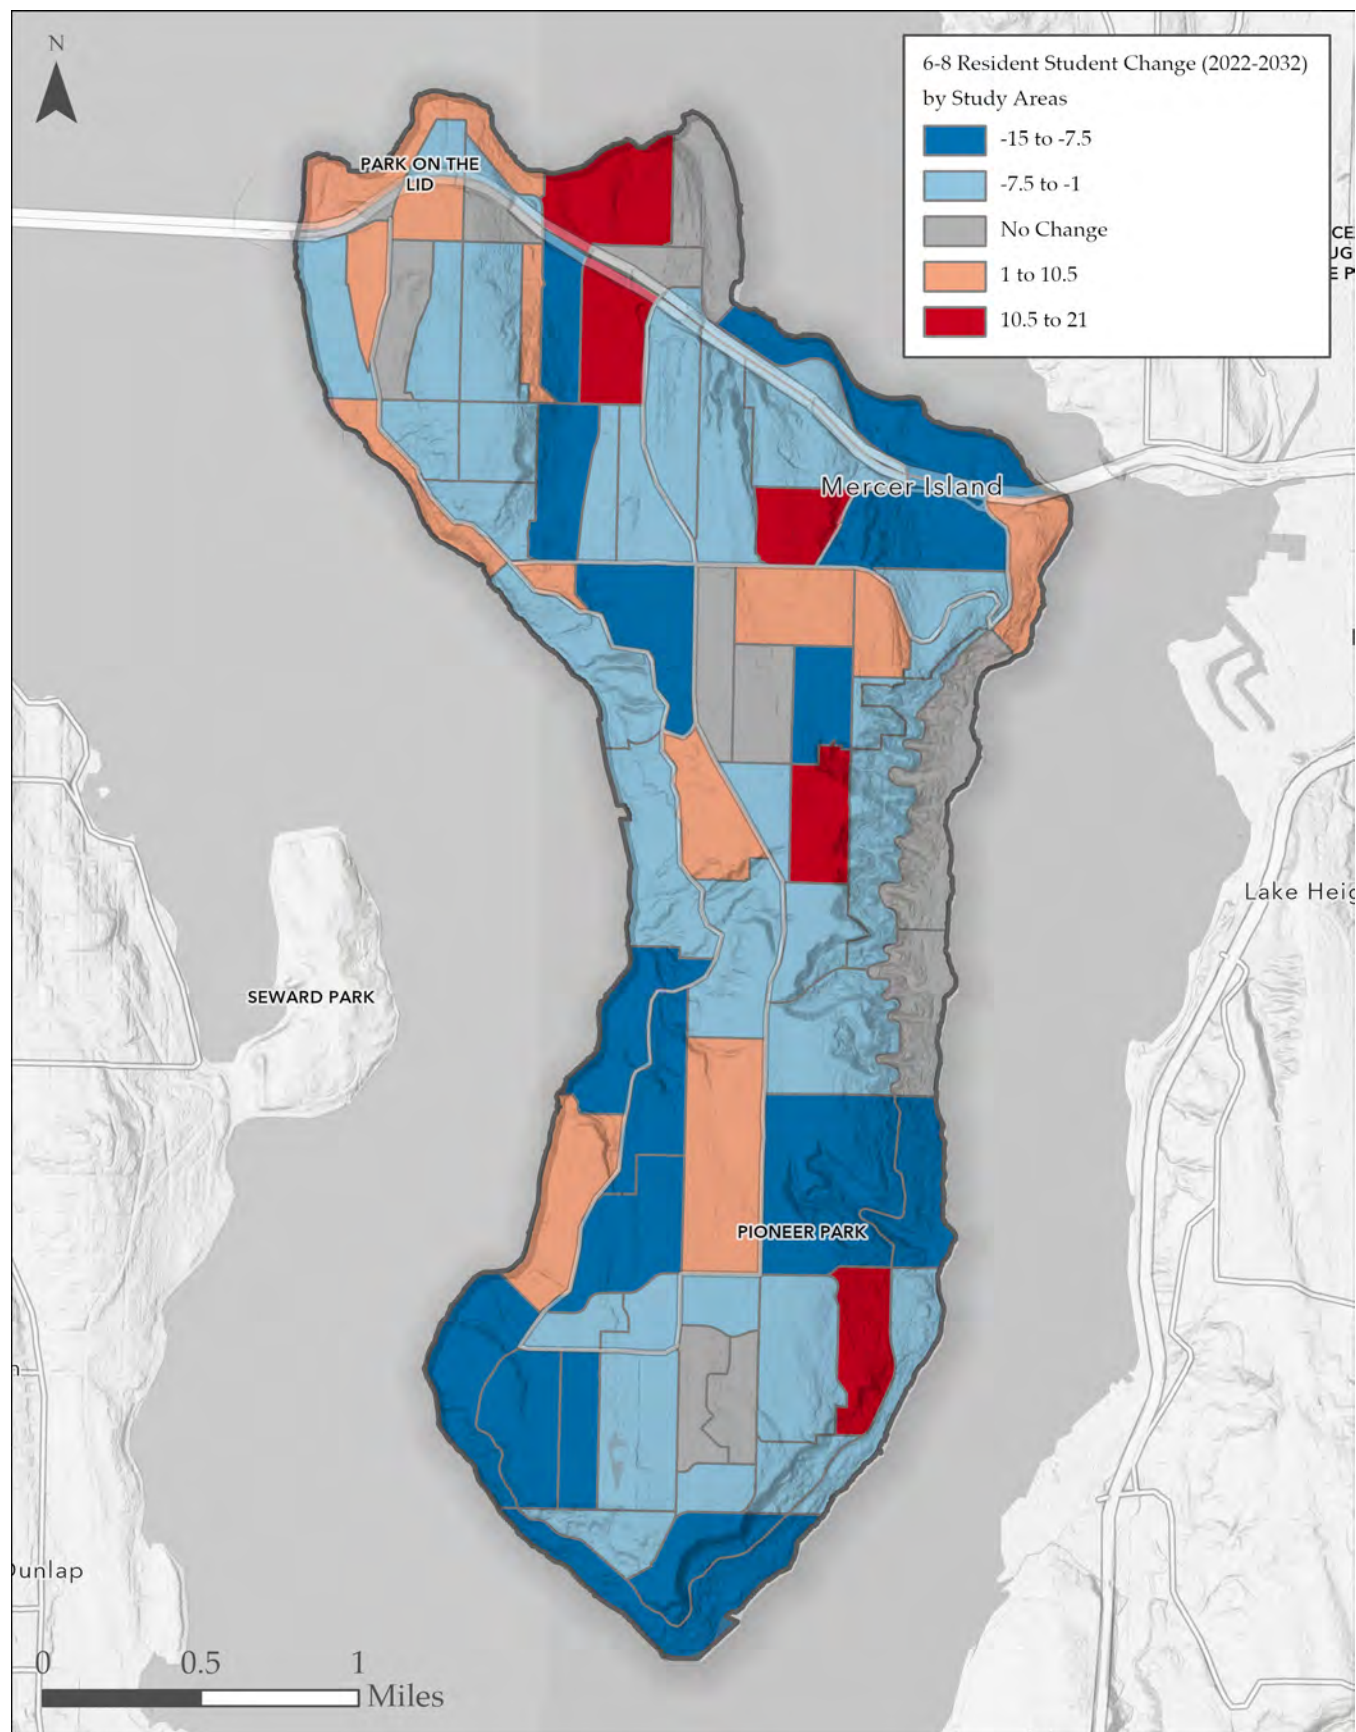 N
6-8 Resident Student Change (2022-2032)
by Study Areas
-15 to -7.5
-7.5 to -1
No Change
1 to 10.5
10.5 to 21
PARK ON THE
LID
CE
UG
E P
Mercer Island
Lake Heig
SEWARD PARK
PIONEER PARK
Dunlap
0 0.5 1
Miles